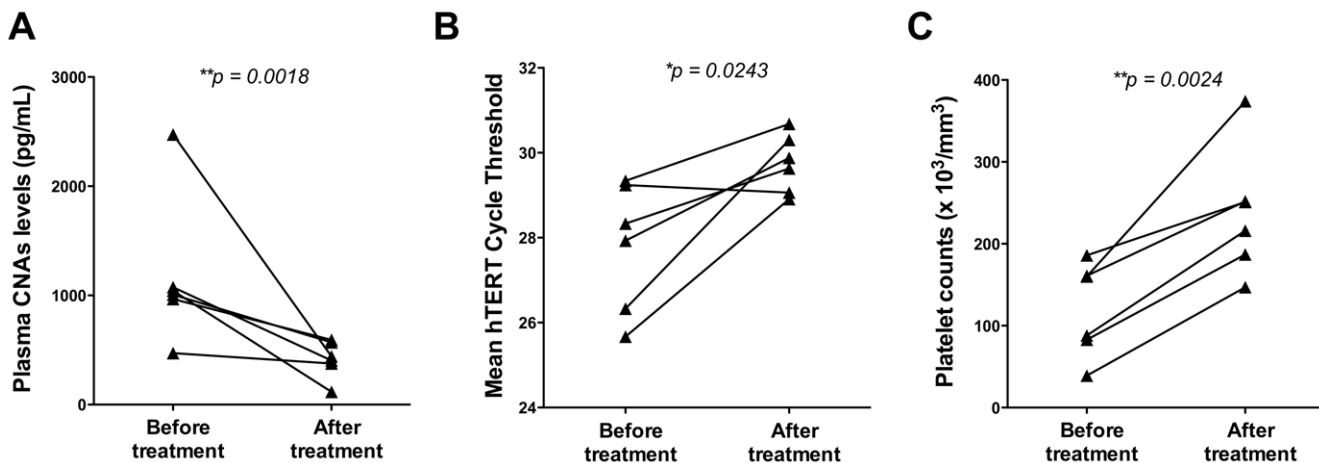 A
**p = 0.0018
Plasma CNAs levels (pg/mL)
3000
2000
1000
0
Before
treatment
After
treatment
B
*p = 0.0243
Mean hTERT Cycle Threshold
32
30
28
26
24
Before
treatment
After
treatment
C
**p = 0.0024
Platelet counts (x 10³/mm³)
400
300
200
100
0
Before
treatment
After
treatment